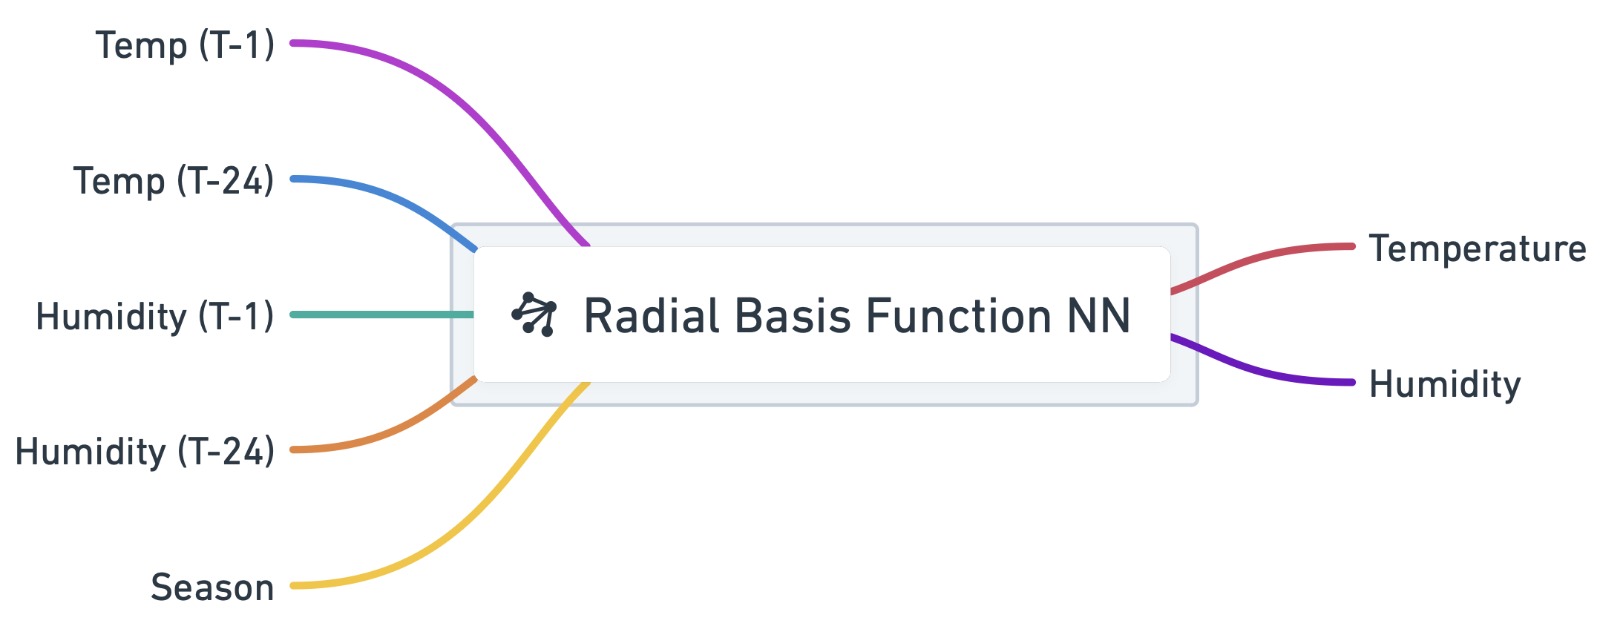 Temp (T-1)
Temp (T-24)
Humidity (T-1)
Humidity (T-24)
Season
Radial Basis Function NN
Temperature
Humidity